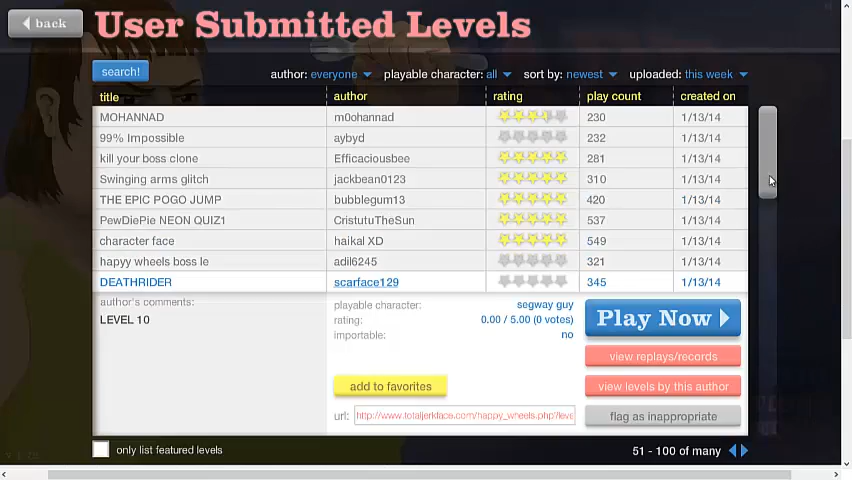 back
User Submitted Levels
search!
author: everyone playable character: all sort by: newest uploaded: this week
title author rating play count created on
MOHANNAD m0ohannad 230 1/13/14
99% Impossible aybyd 232 1/13/14
kill your boss clone Efficaciousbee 281 1/13/14
Swinging arms glitch jackbean0123 310 1/13/14
THE EPIC POGO JUMP bubblegum13 420 1/13/14
PewDiePie NEON QUIZ1 CristutuTheSun 537 1/13/14
character face haikal XD 549 1/13/14
hapyy wheels boss le adil6245 321 1/13/14
DEATHRIDER scarface129 345 1/13/14
author's comments:
LEVEL 10
playable character: segway guy
rating: 0.00 / 5.00 (0 votes)
importable: no
add to favorites
url: http://www.totaljerkface.com/happy_wheels.php?leve
Play Now
view replays/records
view levels by this author
flag as inappropriate
only list featured levels
51 - 100 of many